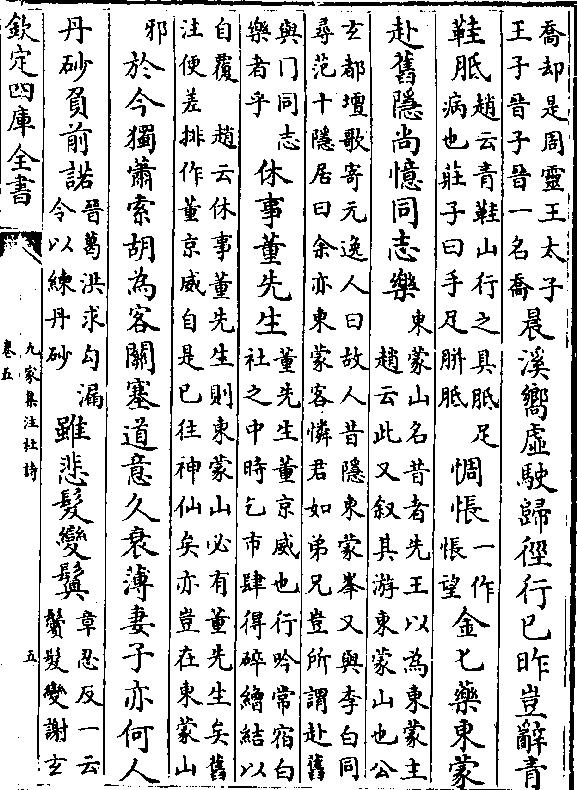 喬却是周靈王太子
王子晉子晉一名喬
晨溪嚮虚駛歸徑行已昨豈辭青
鞋胝
趙云青鞋山行之具胝足
病也莊子曰手足胼胝
惆悵
一作
悵望
金匕藥東蒙
赴舊隱尚憶同志樂
東蒙山名昔者先王以為東蒙主
趙云此又叙其游東蒙山也公
玄都壇歌寄元逸人曰故人昔隱東蒙峯又與李白同
尋范十隱居曰余亦東蒙客憐君如弟兄豈所謂赴舊
與門同志
樂者乎
休事董先生
董先生董京威也行吟常宿白
社之中時乞市肆得碎繒結以
自覆　趙云休事董先生則東蒙山必有董先生矣舊
注便差排作董京威自是已往神仙矣亦豈在東蒙山
邪
於今獨蕭索胡為客關塞道意久衰薄妻子亦何人
丹砂負前諾
晉葛洪求勾漏
令以練丹砂
雖悲髮變鬒
章忍反一云
鬢髮變謝玄
欽定四庫全書
九家集注杜詩
卷五
五